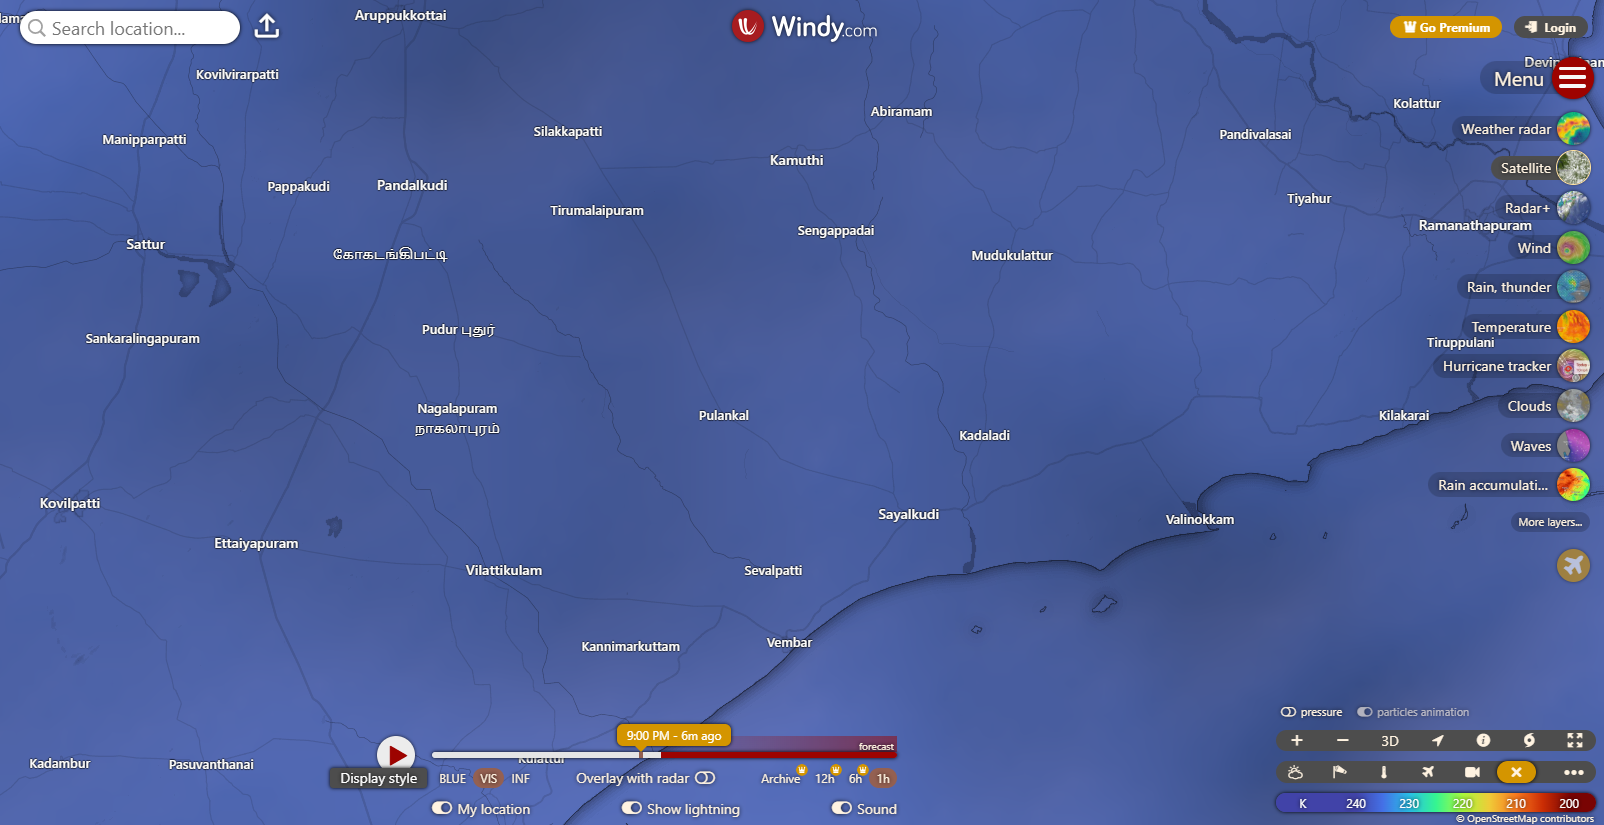 Aruppukkottai
Search location...
Windy.com
Go Premium
Login
Kovilvirarpatti
Menu
Kolattur
Abiramam
Manipparpatti
Silakkapatti
Pandivalasai
Weather radar
Kamuthi
Satellite
Pappakudi
Pandalkudi
Tiyahur
Tirumalaipuram
Radar+
Sengappadai
Ramanathapuram
Sattur
Wind
கோகடங்கிபட்டி
Mudukulattur
Rain, thunder
Pudur புதுர்
Temperature
Sankaralingapuram
Tiruppulani
Hurricane tracker
Nagalapuram
நாகலாபுரம்
Clouds
Pulankal
Kilakarai
Kadaladi
Waves
Rain accumulati...
Kovilpatti
Sayalkudi
Valinokkam
More layers...
Ettaiyapuram
Vilattikulam
Sevalpatti
Kannimarkuttam
Vembar
pressure
particles animation
9:00 PM - 6m ago
forecast
3D
Kadambur
Pasuvanthanai
Kulattur
Display style
BLUE
VIS
INF
Overlay with radar
Archive
12h
6h
1h
My location
Show lightning
Sound
K 240 230 220 210 200
© OpenStreetMap contributors